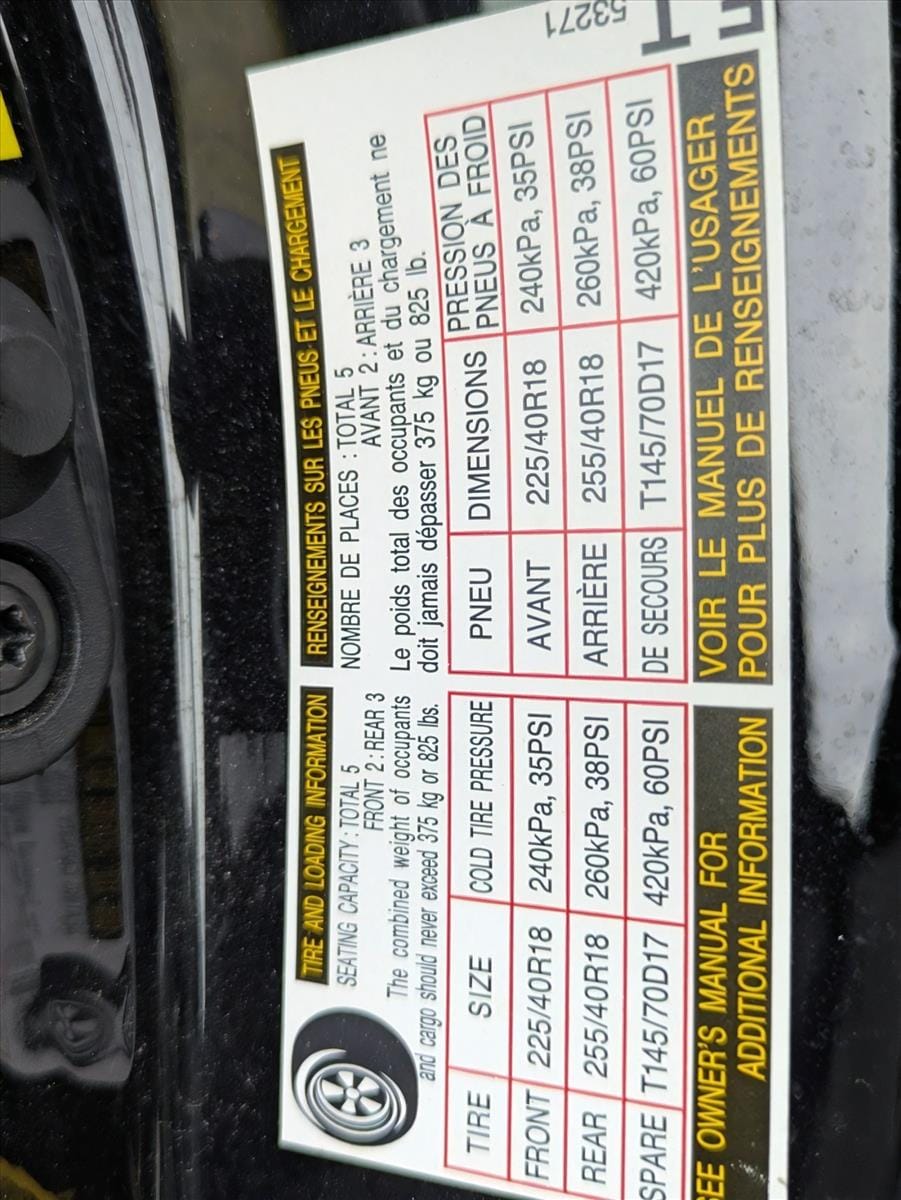 TIRE AND LOADING INFORMATION
SEATING CAPACITY : TOTAL 5
FRONT 2 : REAR 3
The combined weight of occupants
and cargo should never exceed 375 kg or 825 lbs.
TIRE SIZE COLD TIRE PRESSURE
FRONT 225/40R18 240kPa, 35PSI
REAR 255/40R18 260kPa, 38PSI
SPARE T145/70D17 420kPa, 60PSI
SEE OWNER'S MANUAL FOR
ADDITIONAL INFORMATION
RENSEIGNEMENTS SUR LES PNEUS ET LE CHARGEMENT
NOMBRE DE PLACES : TOTAL 5
AVANT 2 : ARRIÈRE 3
Le poids total des occupants et du chargement ne
doit jamais dépasser 375 kg ou 825 lb.
PNEU DIMENSIONS PRESSION DES
PNEUS À FROID
AVANT 225/40R18 240kPa, 35PSI
ARRIÈRE 255/40R18 260kPa, 38PSI
DE SECOURS T145/70D17 420kPa, 60PSI
VOIR LE MANUEL DE L'USAGER
POUR PLUS DE RENSEIGNEMENTS
53271